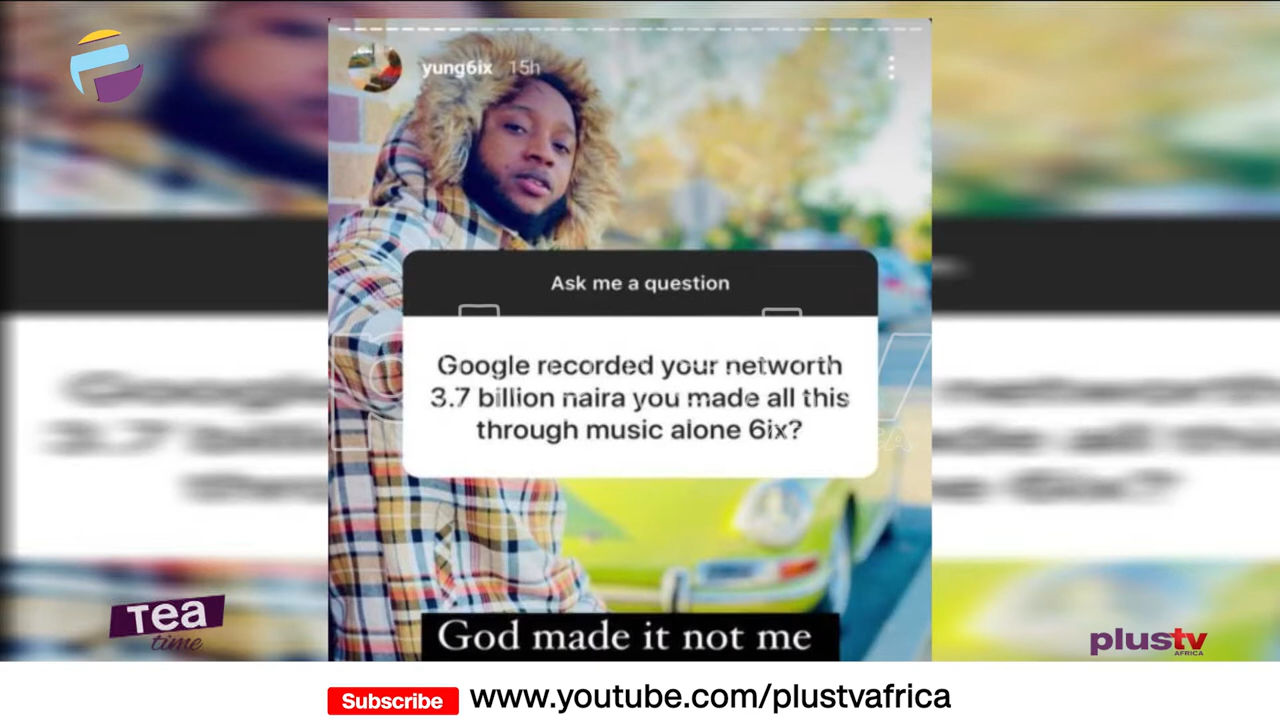 yung6ix 15h
Ask me a question
Google recorded your networth
3.7 billion naira you made all this
through music alone 6ix?
God made it not me
Tea
time
plustv
AFRICA
Subscribe www.youtube.com/plustvafrica